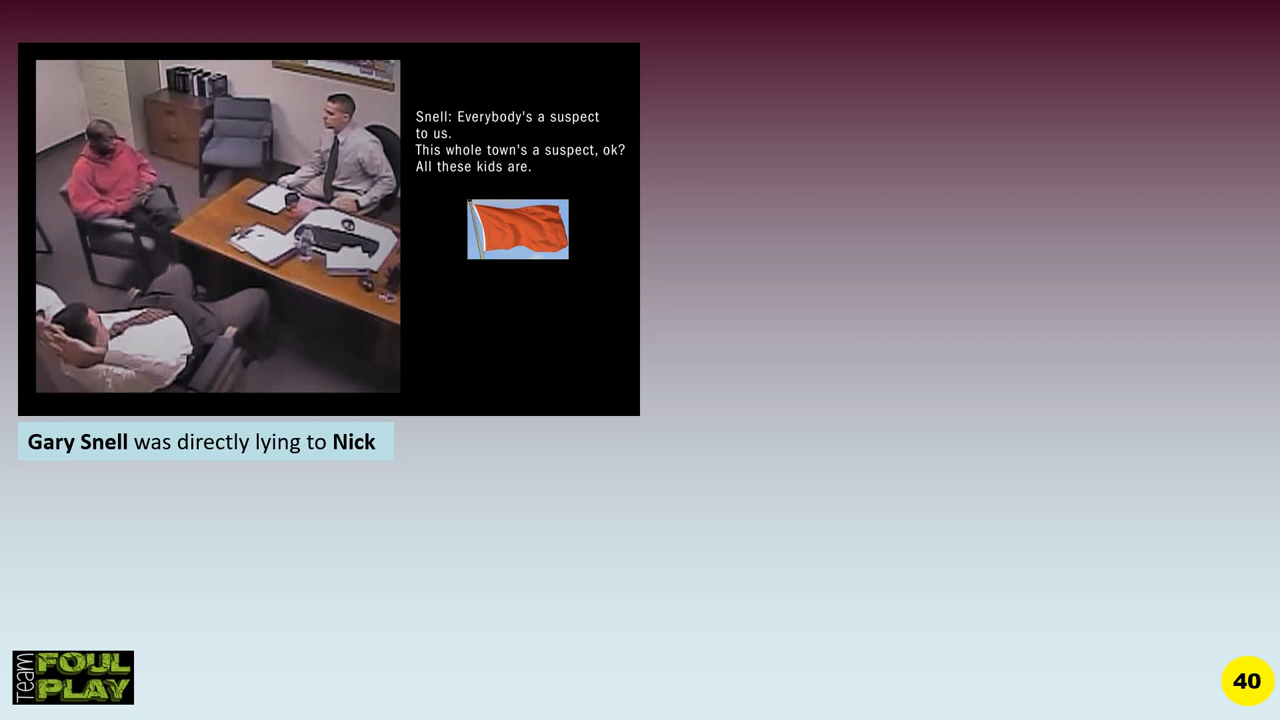 Snell: Everybody's a suspect
to us.
This whole town's a suspect, ok?
All these kids are.
Gary Snell was directly lying to Nick
Team
FOUL
PLAY
40